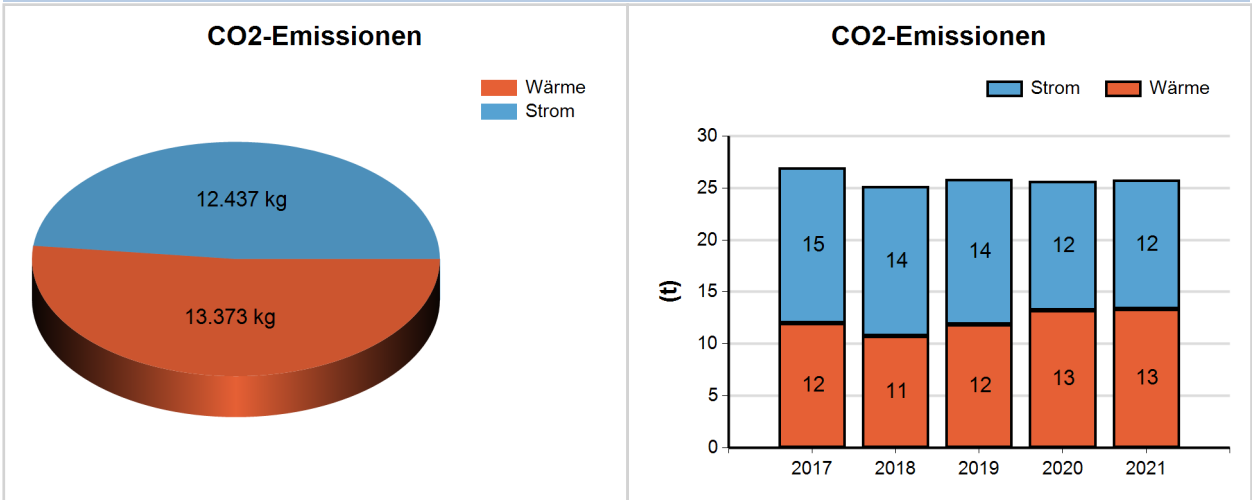 CO2-Emissionen
Wärme
Strom
12.437 kg
13.373 kg
CO2-Emissionen
Strom Wärme
30
25
20
15
10
5
0
(t)
15 14 14 12 12
12 11 12 13 13
2017 2018 2019 2020 2021